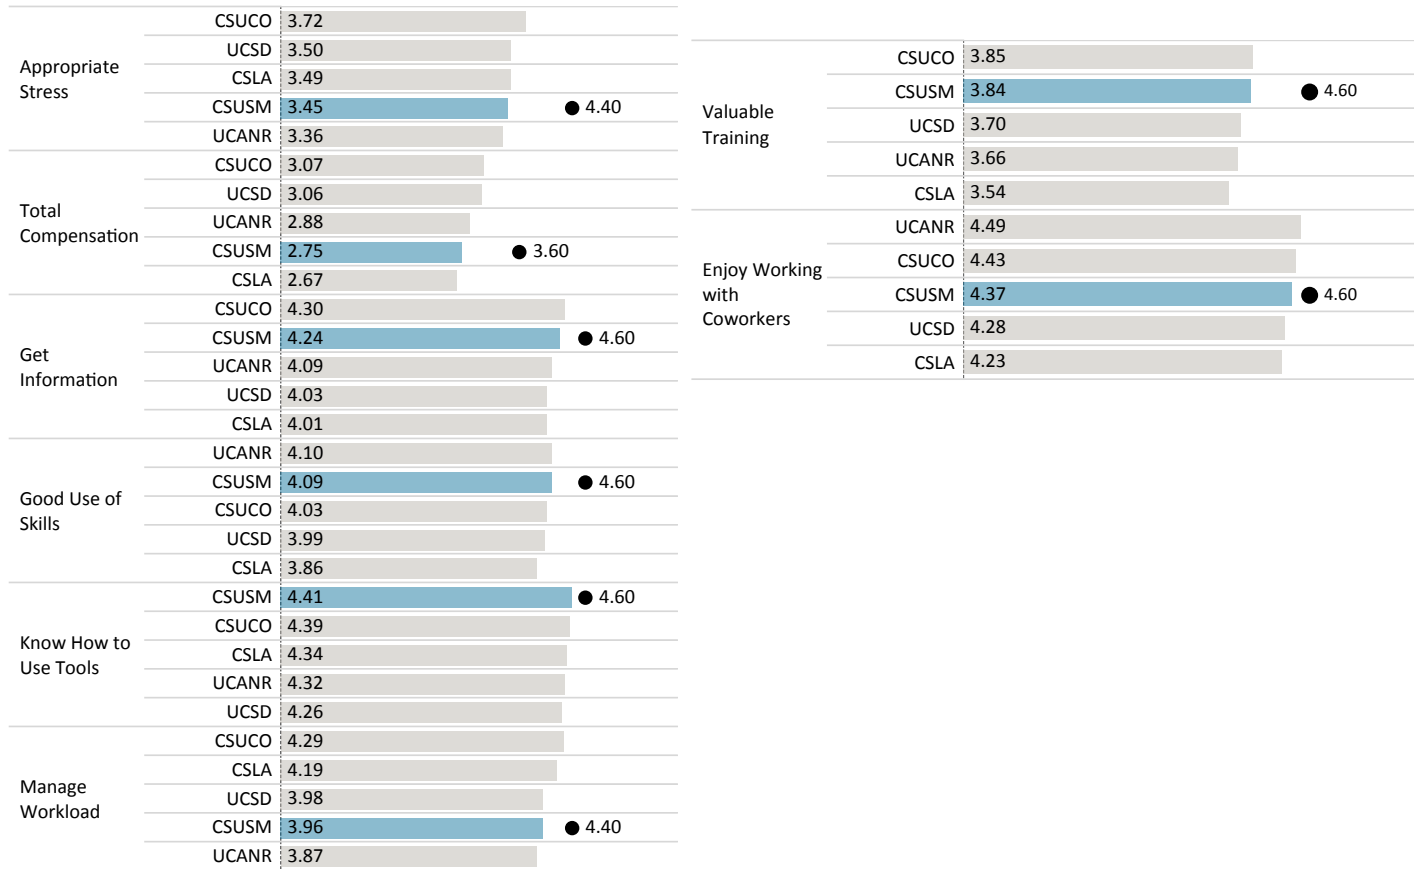 Appropriate
Stress
CSUCO 3.72
UCSD 3.50
CSLA 3.49
CSUSM 3.45 4.40
UCANR 3.36
Total
Compensation
CSUCO 3.07
UCSD 3.06
UCANR 2.88
CSUSM 2.75 3.60
CSLA 2.67
Get
Information
CSUCO 4.30
CSUSM 4.24 4.60
UCANR 4.09
UCSD 4.03
CSLA 4.01
Good Use of
Skills
UCANR 4.10
CSUSM 4.09 4.60
CSUCO 4.03
UCSD 3.99
CSLA 3.86
Know How to
Use Tools
CSUSM 4.41 4.60
CSUCO 4.39
CSLA 4.34
UCANR 4.32
UCSD 4.26
Manage
Workload
CSUCO 4.29
CSLA 4.19
UCSD 3.98
CSUSM 3.96 4.40
UCANR 3.87
Valuable
Training
CSUCO 3.85
CSUSM 3.84 4.60
UCSD 3.70
UCANR 3.66
CSLA 3.54
Enjoy Working
with
Coworkers
UCANR 4.49
CSUCO 4.43
CSUSM 4.37 4.60
UCSD 4.28
CSLA 4.23